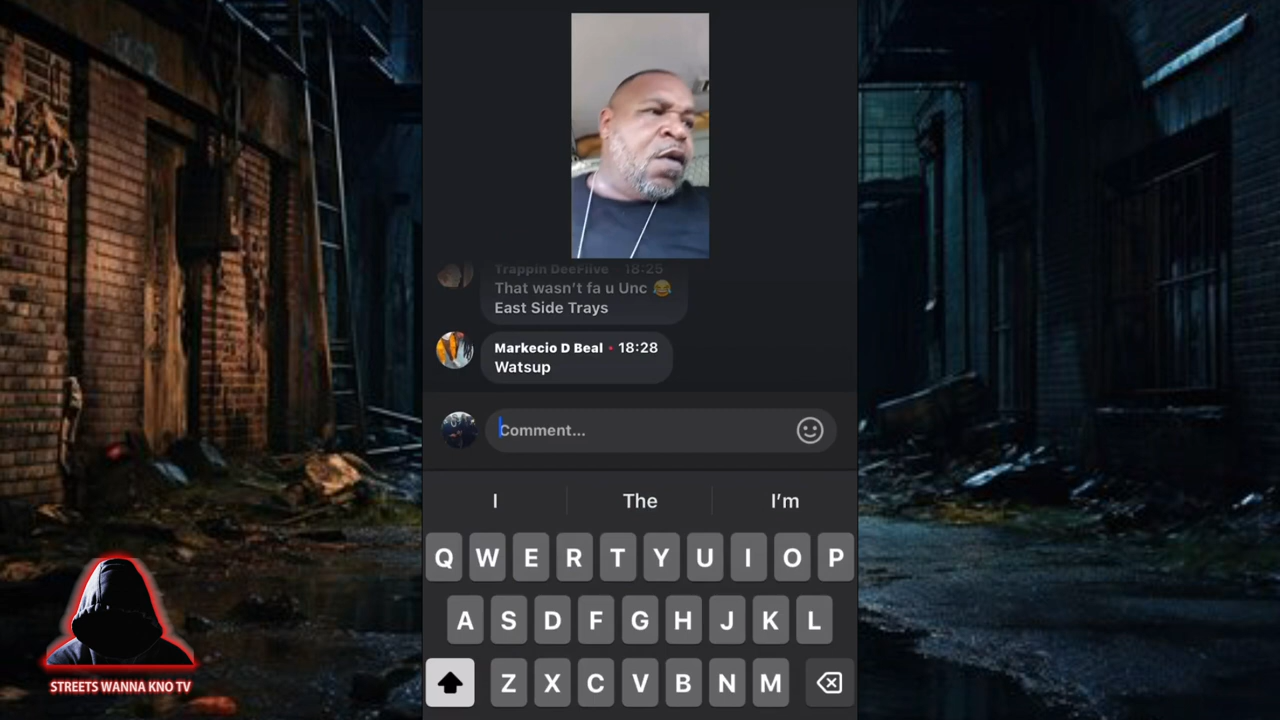 Trappin DeeFiive · 18:25
That wasn't fa u Unc 😂
East Side Trays
Markecio D Beal • 18:28
Watsup
Comment...
I
The
I'm
Q W E R T Y U I O P
A S D F G H J K L
Z X C V B N M
STREETS WANNA KNO TV